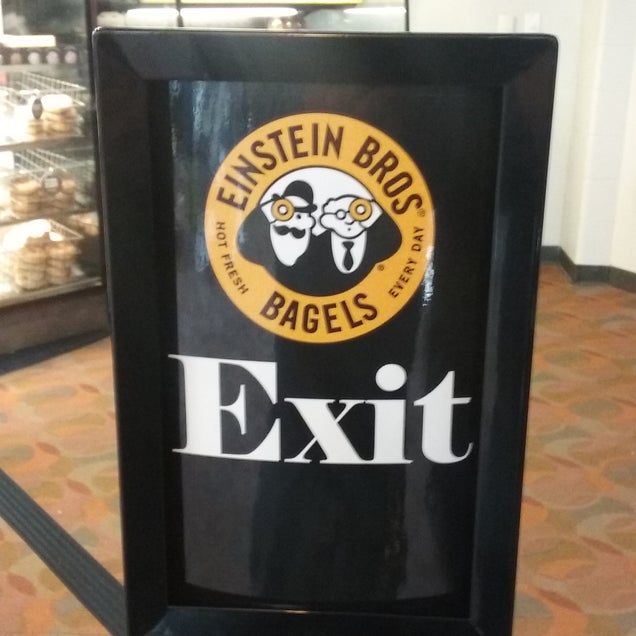 EINSTEIN BROS®
HOT FRESH
EVERY DAY
BAGELS
®
Exit